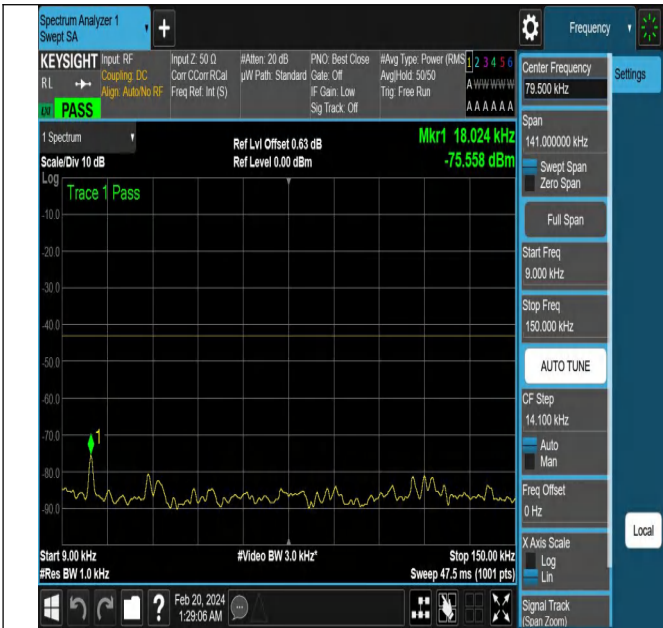 Spectrum Analyzer 1
Swept SA
+
Frequency
KEYSIGHT
RL
PASS
Input: RF
Coupling: DC
Align: Auto/No RF
Input Z: 50 Ω
Corr CCorr RCal
Freq Ref: Int (S)
#Atten: 20 dB
µW Path: Standard
PNO: Best Close
Gate: Off
IF Gain: Low
Sig Track: Off
#Avg Type: Power (RMS
Avg|Hold: 50/50
Trig: Free Run
1 2 3 4 5 6
A W W W W W
A A A A A A
1 Spectrum
Scale/Div 10 dB
Ref Lvl Offset 0.63 dB
Ref Level 0.00 dBm
Mkr1 18.024 kHz
-75.558 dBm
Log
Trace 1 Pass
-10.0
-20.0
-30.0
-40.0
-50.0
-60.0
-70.0
-80.0
-90.0
1
Start 9.00 kHz
#Res BW 1.0 kHz
#Video BW 3.0 kHz*
Stop 150.00 kHz
Sweep 47.5 ms (1001 pts)
Feb 20, 2024
1:29:06 AM
?
Center Frequency
79.500 kHz
Settings
Span
141.000000 kHz
Swept Span
Zero Span
Full Span
Start Freq
9.000 kHz
Stop Freq
150.000 kHz
AUTO TUNE
CF Step
14.100 kHz
Auto
Man
Freq Offset
0 Hz
X Axis Scale
Log
Lin
Local
Signal Track
(Span Zoom)